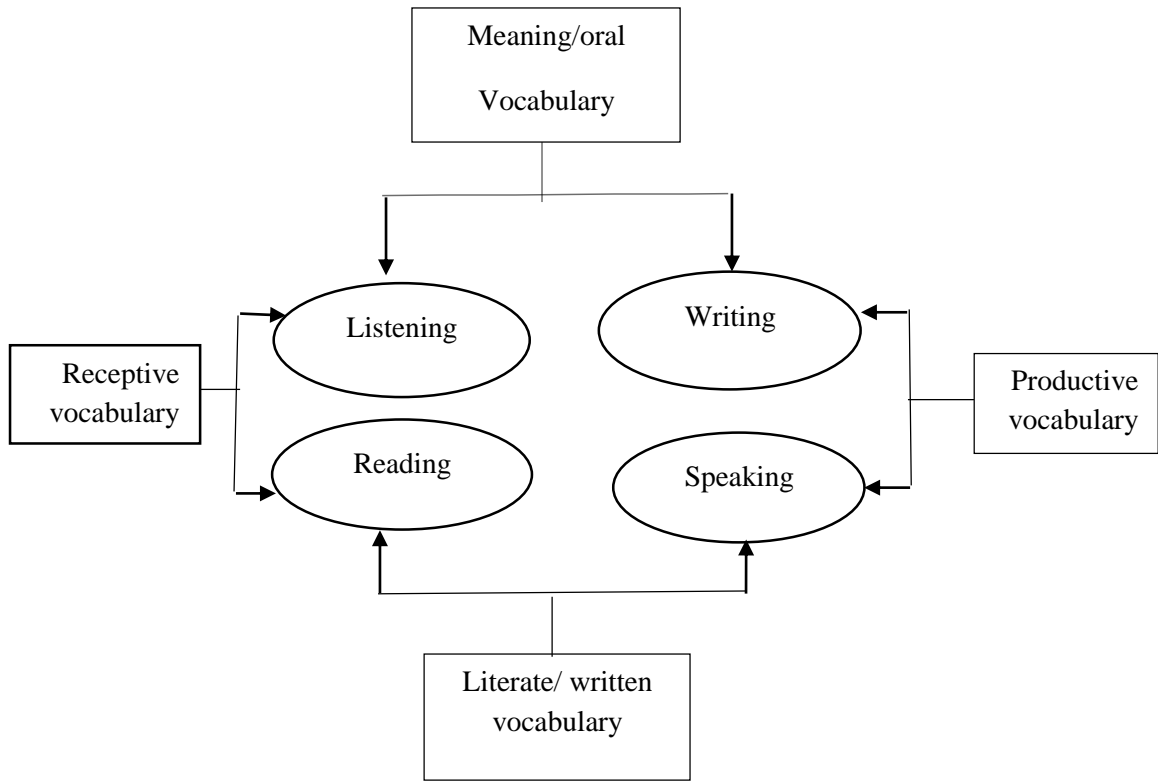 Meaning/oral
Vocabulary
Listening
Writing
Receptive
vocabulary
Productive
vocabulary
Reading
Speaking
Literate/ written
vocabulary